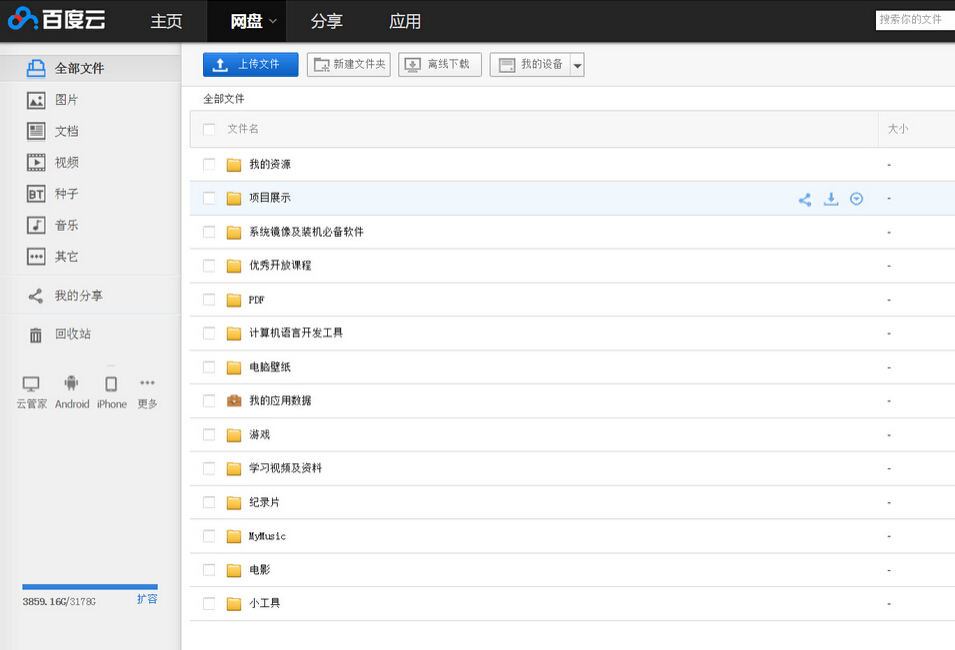 百度云 主页 网盘 分享 应用 搜索你的文件
全部文件
图片
文档
视频
BT 种子
音乐
其它
我的分享
回收站
云管家 Android iPhone 更多
3859.16G/3178G 扩容
上传文件 新建文件夹 离线下载 我的设备
全部文件
文件名 大小
我的资源 -
项目展示 -
系统镜像及装机必备软件 -
优秀开放课程 -
PDF -
计算机语言开发工具 -
电脑壁纸 -
我的应用数据 -
游戏 -
学习视频及资料 -
纪录片 -
MyMusic -
电影 -
小工具 -